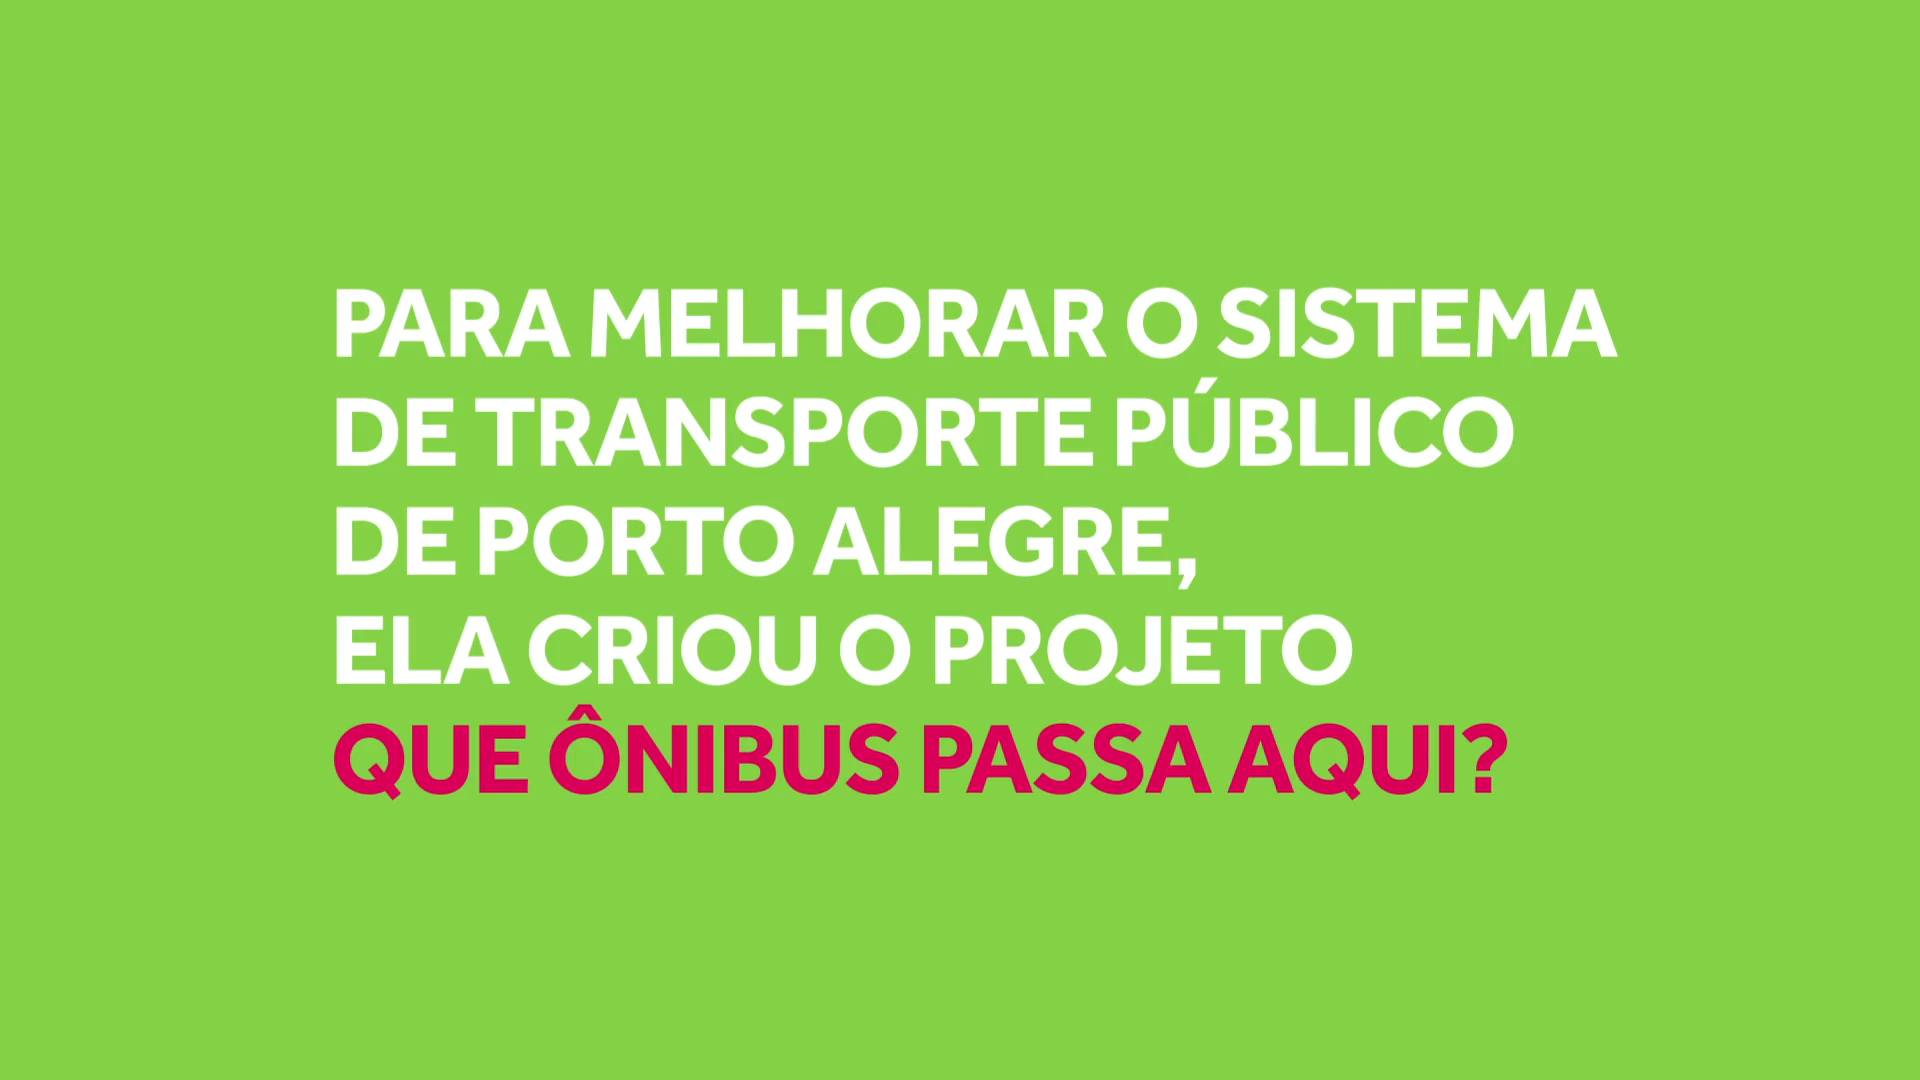 PARA MELHORAR O SISTEMA
DE TRANSPORTE PÚBLICO
DE PORTO ALEGRE,
ELA CRIOU O PROJETO
QUE ÔNIBUS PASSA AQUI?